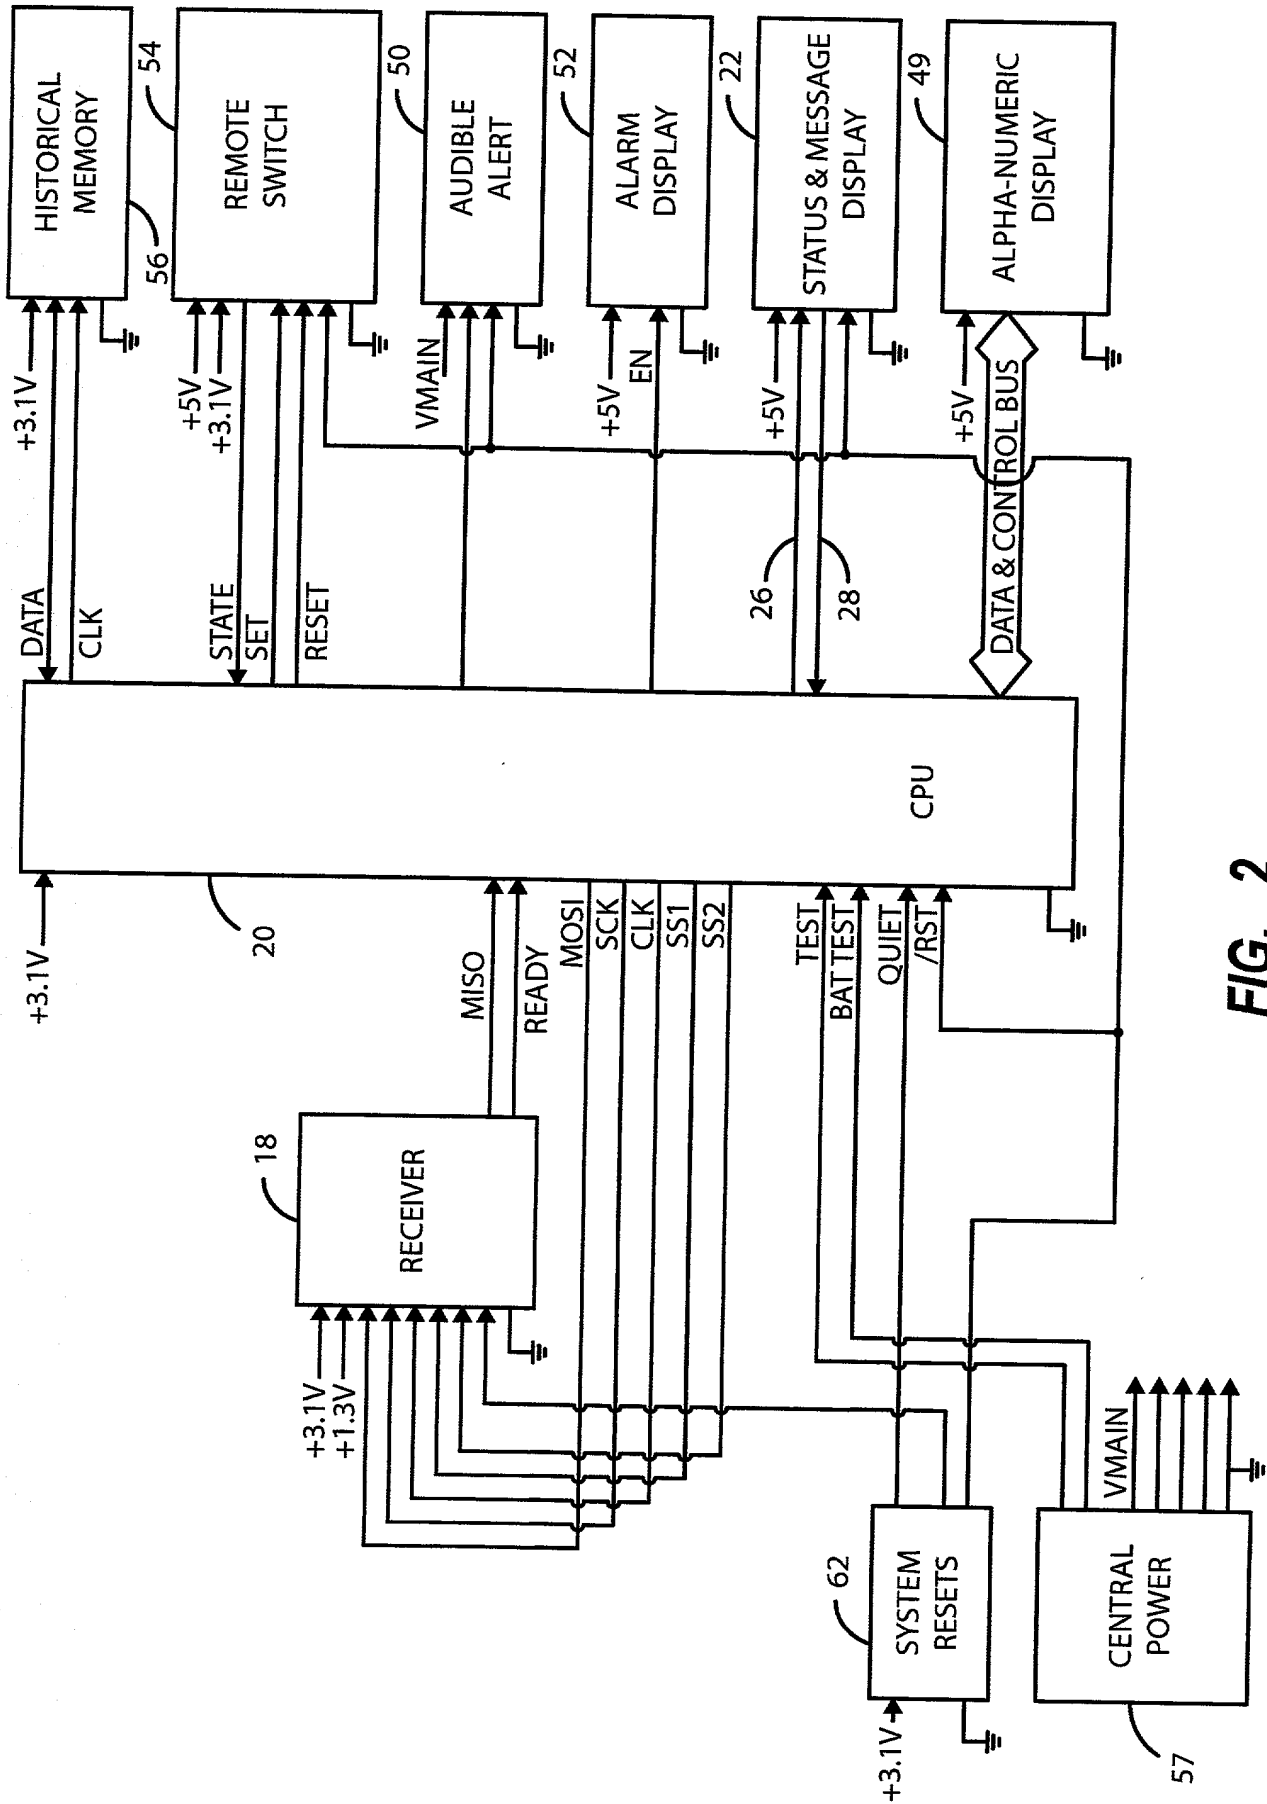 HISTORICAL
MEMORY
56
+3.1V
DATA
CLK
REMOTE
SWITCH
54
+5V
+3.1V
STATE
SET
RESET
AUDIBLE
ALERT
50
VMAIN
ALARM
DISPLAY
52
+5V
EN
STATUS & MESSAGE
DISPLAY
22
+5V
26
28
ALPHA-NUMERIC
DISPLAY
49
+5V
DATA & CONTROL BUS
CPU
20
+3.1V
MISO
READY
MOSI
SCK
CLK
SS1
SS2
TEST
BAT TEST
QUIET
/RST
RECEIVER
18
+3.1V
+1.3V
SYSTEM
RESETS
62
+3.1V
CENTRAL
POWER
57
VMAIN
FIG. 2